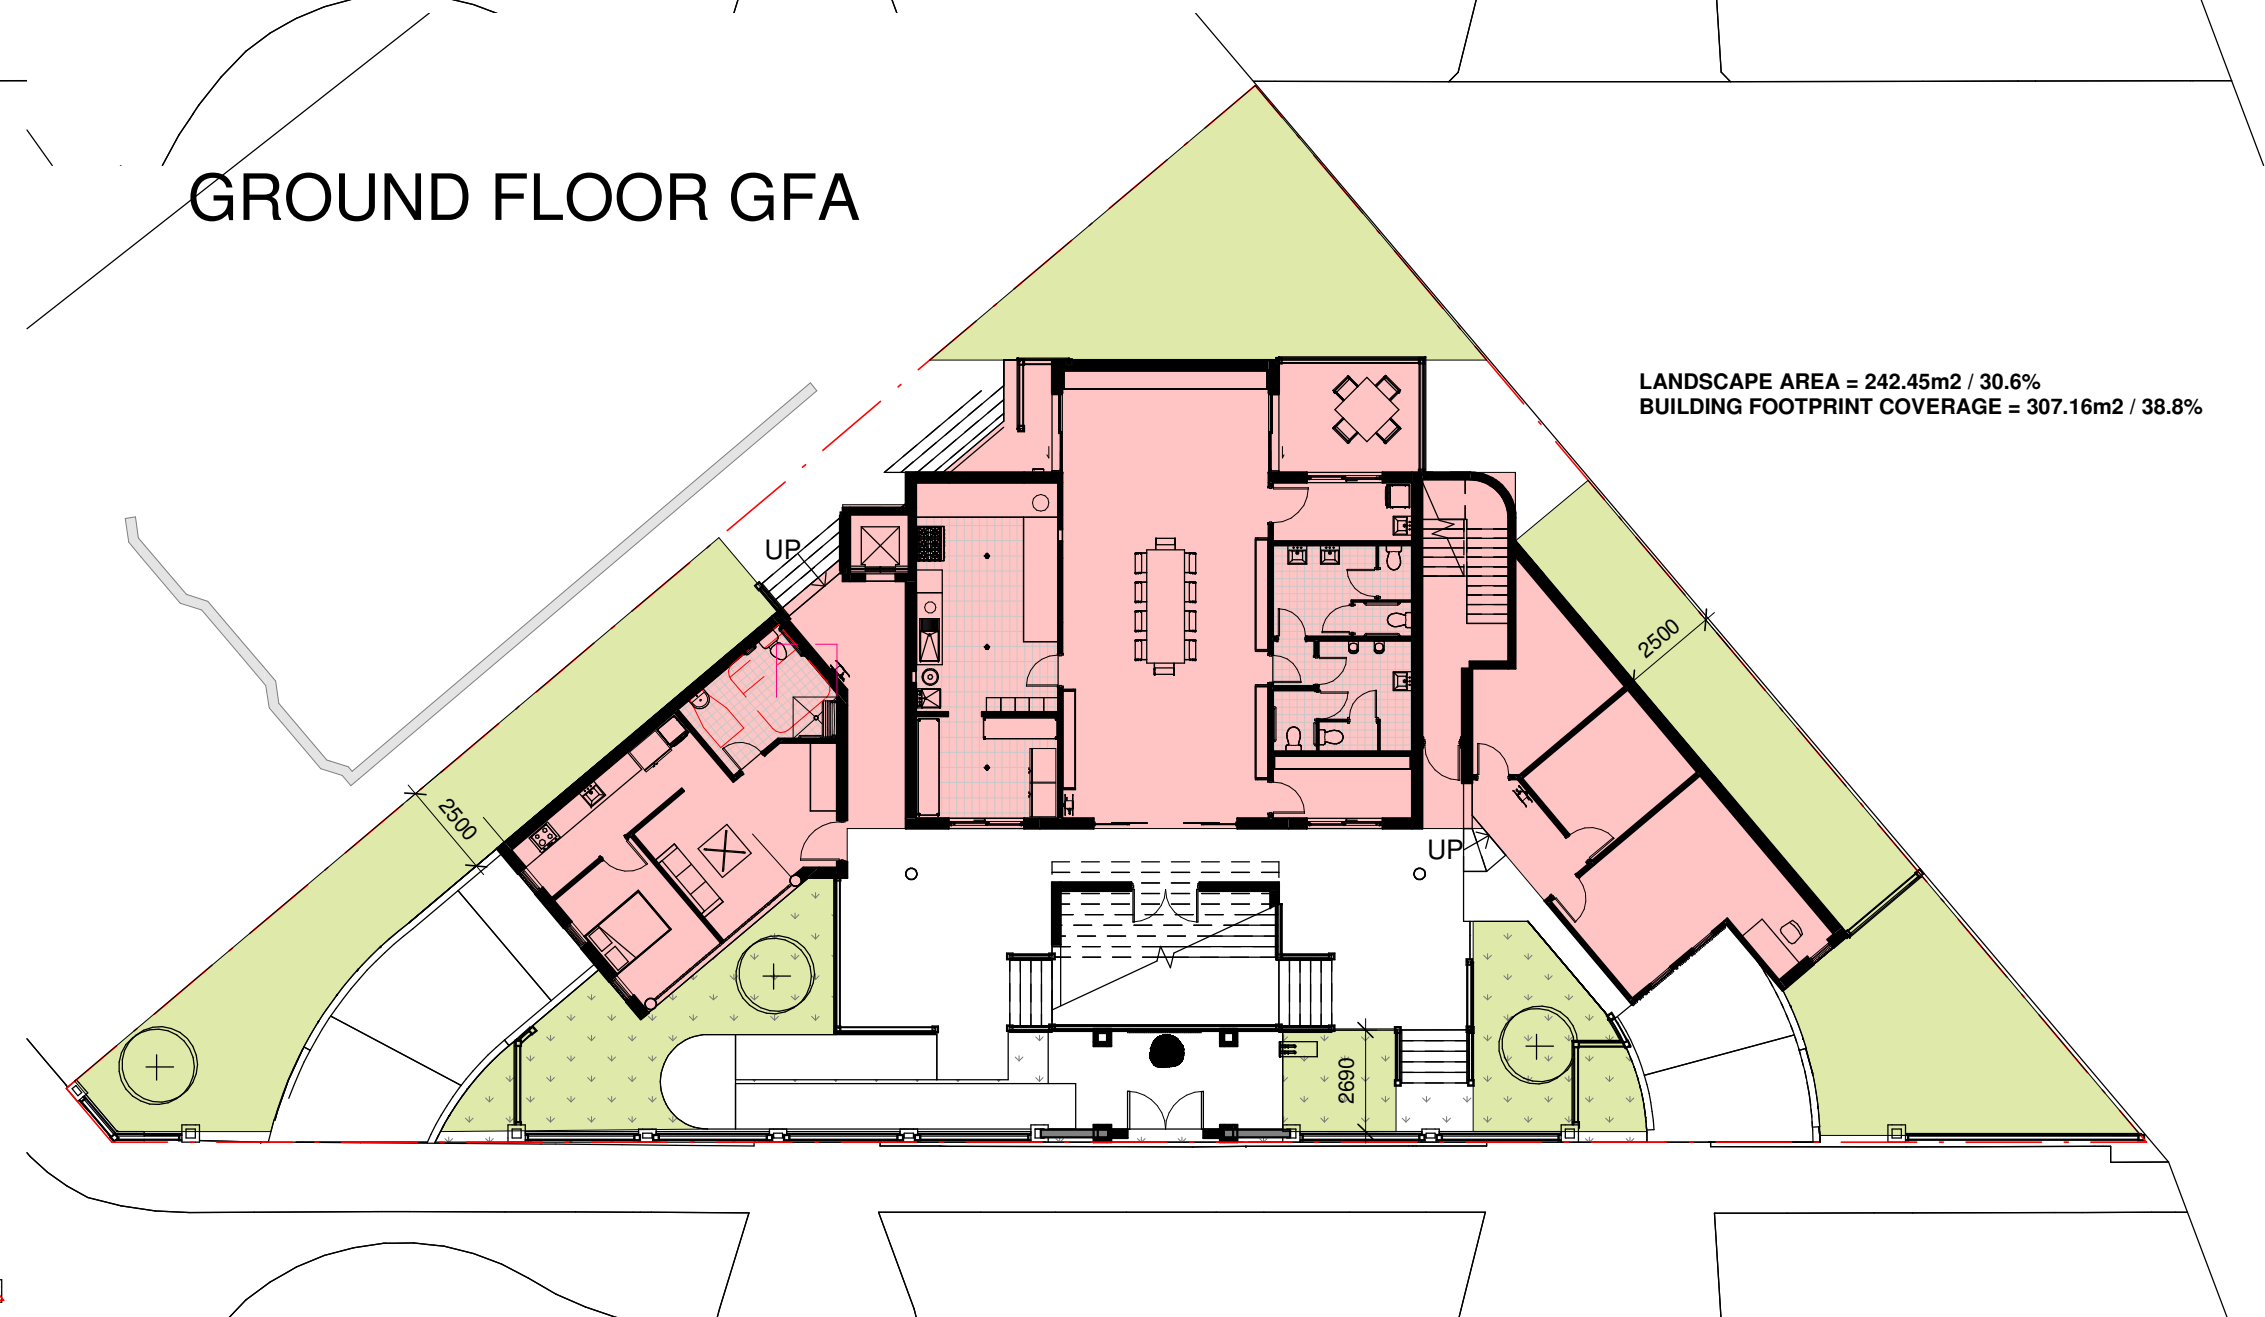 GROUND FLOOR GFA
LANDSCAPE AREA = 242.45m2 / 30.6%
BUILDING FOOTPRINT COVERAGE = 307.16m2 / 38.8%
UP
2500
2500
UP
2690